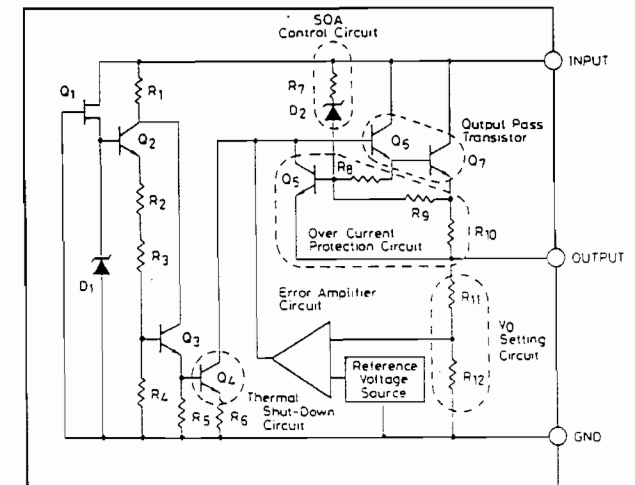 SOA
Control Circuit
INPUT
Q1
R1
R7
D2
Q2
Q6
Output Pass
Transistor
Q7
Q5
R8
R2
R9
R10
R3
Over Current
Protection Circuit
OUTPUT
D1
Error Amplifier
Circuit
R11
VO
Setting
Circuit
Q3
Q4
Reference
Voltage
Source
R12
R4
R5
R6
Thermal
Shut-Down
Circuit
GND